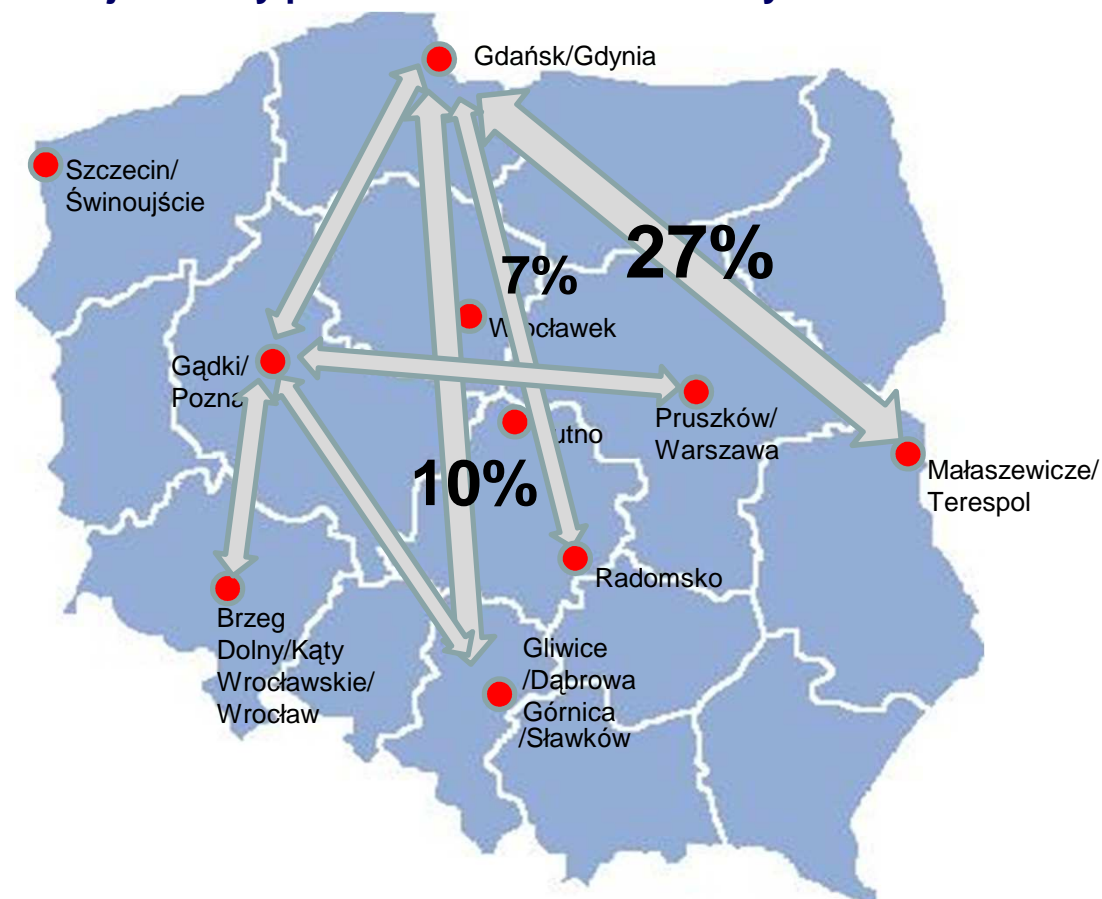 Gdańsk/Gdynia
Szczecin/
Świnoujście
27%
7%
Gądki/
Pruszków/
Warszawa
10%
Małaszewicze/
Terespol
Radomsko
Brzeg
Dolny/Kąty
Wrocławskie/
Wrocław
Gliwice
/Dąbrowa
Górnica
/Sławków